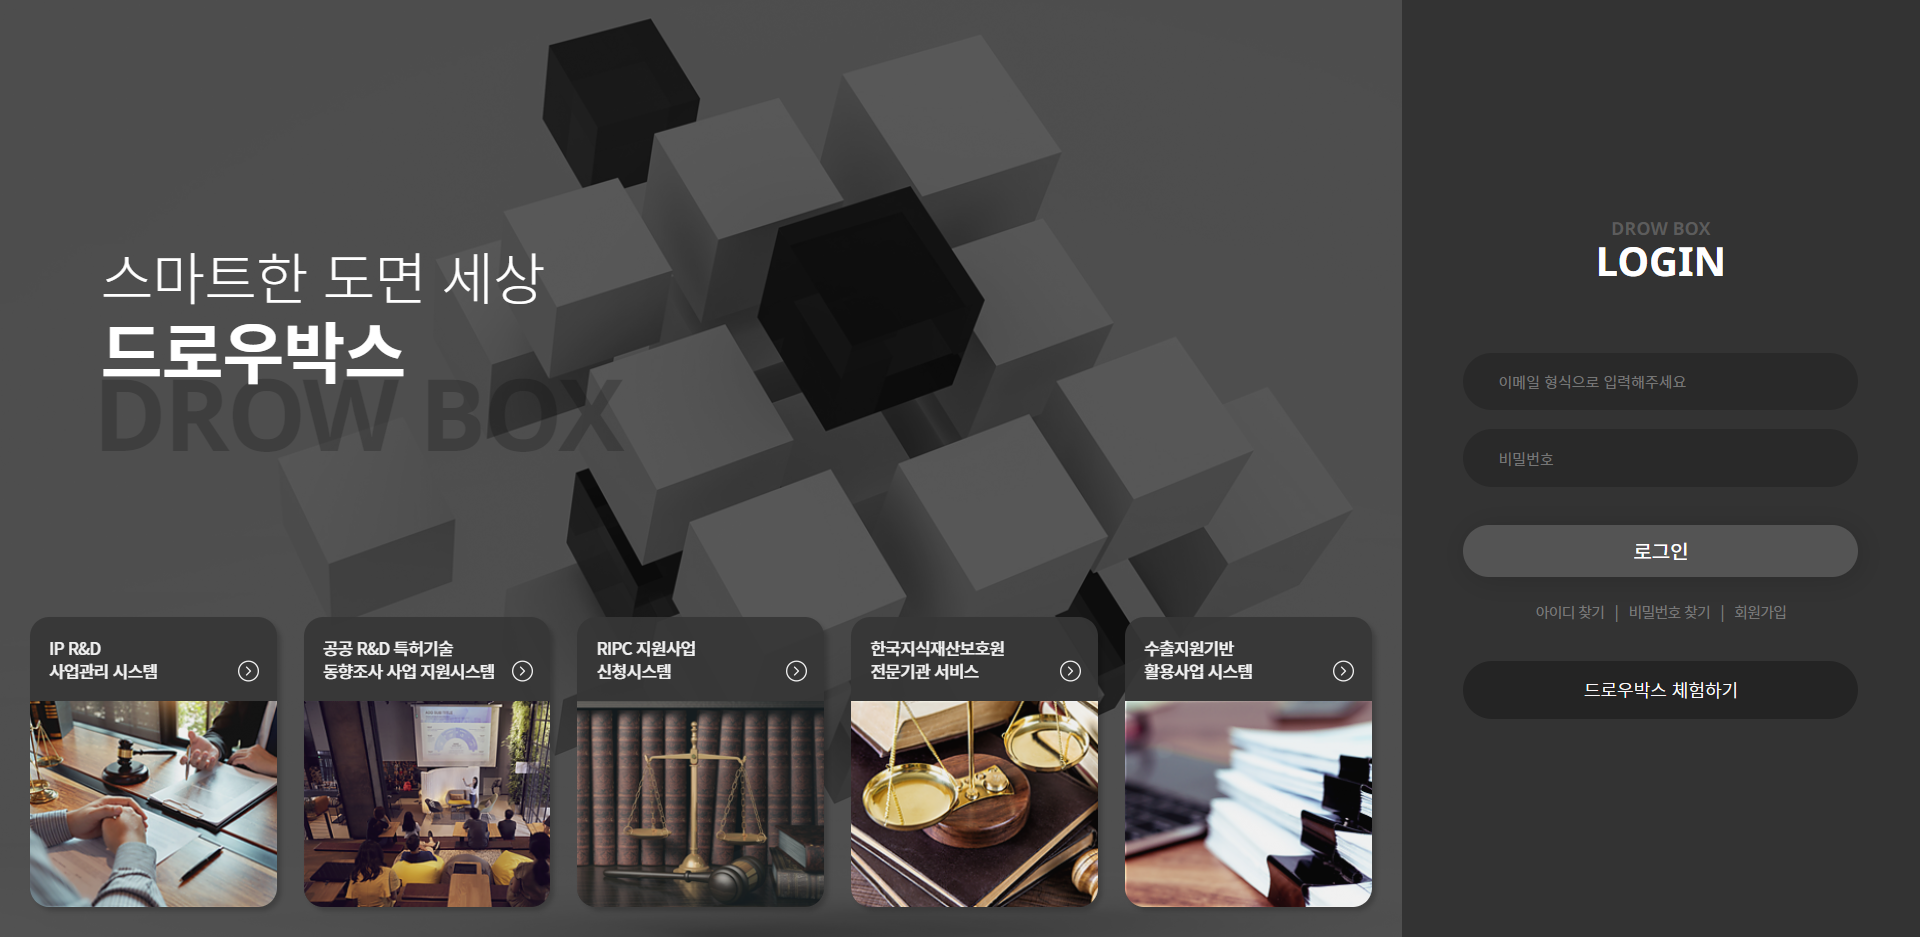 스마트한 도면 세상
드로우박스
DROW BOX
IP R&D
사업관리 시스템
공공 R&D 특허기술
동향조사 사업 지원시스템
RIPC 지원사업
신청시스템
한국지식재산보호원
전문기관 서비스
수출지원기반
활용사업 시스템
DROW BOX
LOGIN
이메일 형식으로 입력해주세요
비밀번호
로그인
아이디 찾기 | 비밀번호 찾기 | 회원가입
드로우박스 체험하기